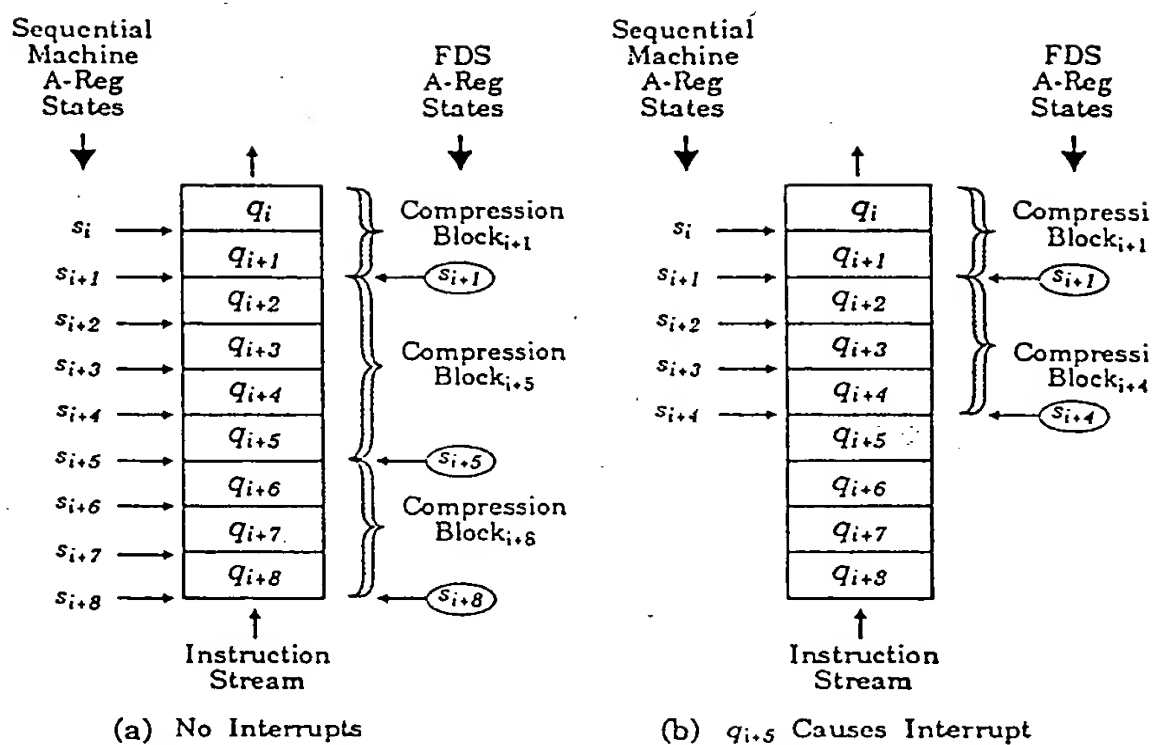 Sequential
Machine
A-Reg
States
FDS
A-Reg
States
q_i
q_{i+1}
q_{i+2}
q_{i+3}
q_{i+4}
q_{i+5}
q_{i+6}
q_{i+7}
q_{i+8}
s_i
s_{i+1}
s_{i+2}
s_{i+3}
s_{i+4}
s_{i+5}
s_{i+6}
s_{i+7}
s_{i+8}
Compression
Block_{i+1}
s_{i+1}
Compression
Block_{i+5}
s_{i+5}
Compression
Block_{i+8}
s_{i+8}
Instruction
Stream
(a) No Interrupts
Sequential
Machine
A-Reg
States
FDS
A-Reg
States
q_i
q_{i+1}
q_{i+2}
q_{i+3}
q_{i+4}
q_{i+5}
q_{i+6}
q_{i+7}
q_{i+8}
s_i
s_{i+1}
s_{i+2}
s_{i+3}
s_{i+4}
Compressi
Block_{i+1}
s_{i+1}
Compressi
Block_{i+4}
s_{i+4}
Instruction
Stream
(b) q_{i+5} Causes Interrupt